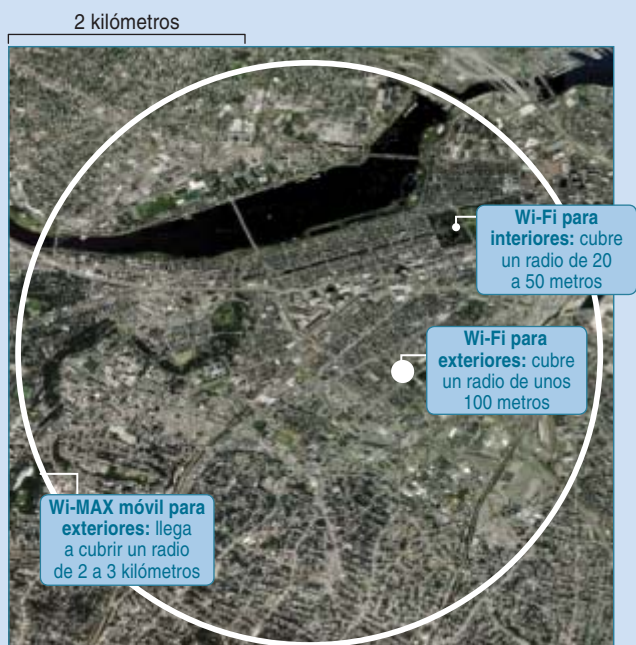 2 kilómetros
Wi-Fi para
interiores: cubre
un radio de 20
a 50 metros
Wi-Fi para
exteriores: cubre
un radio de unos
100 metros
Wi-MAX móvil para
exteriores: llega
a cubrir un radio
de 2 a 3 kilómetros